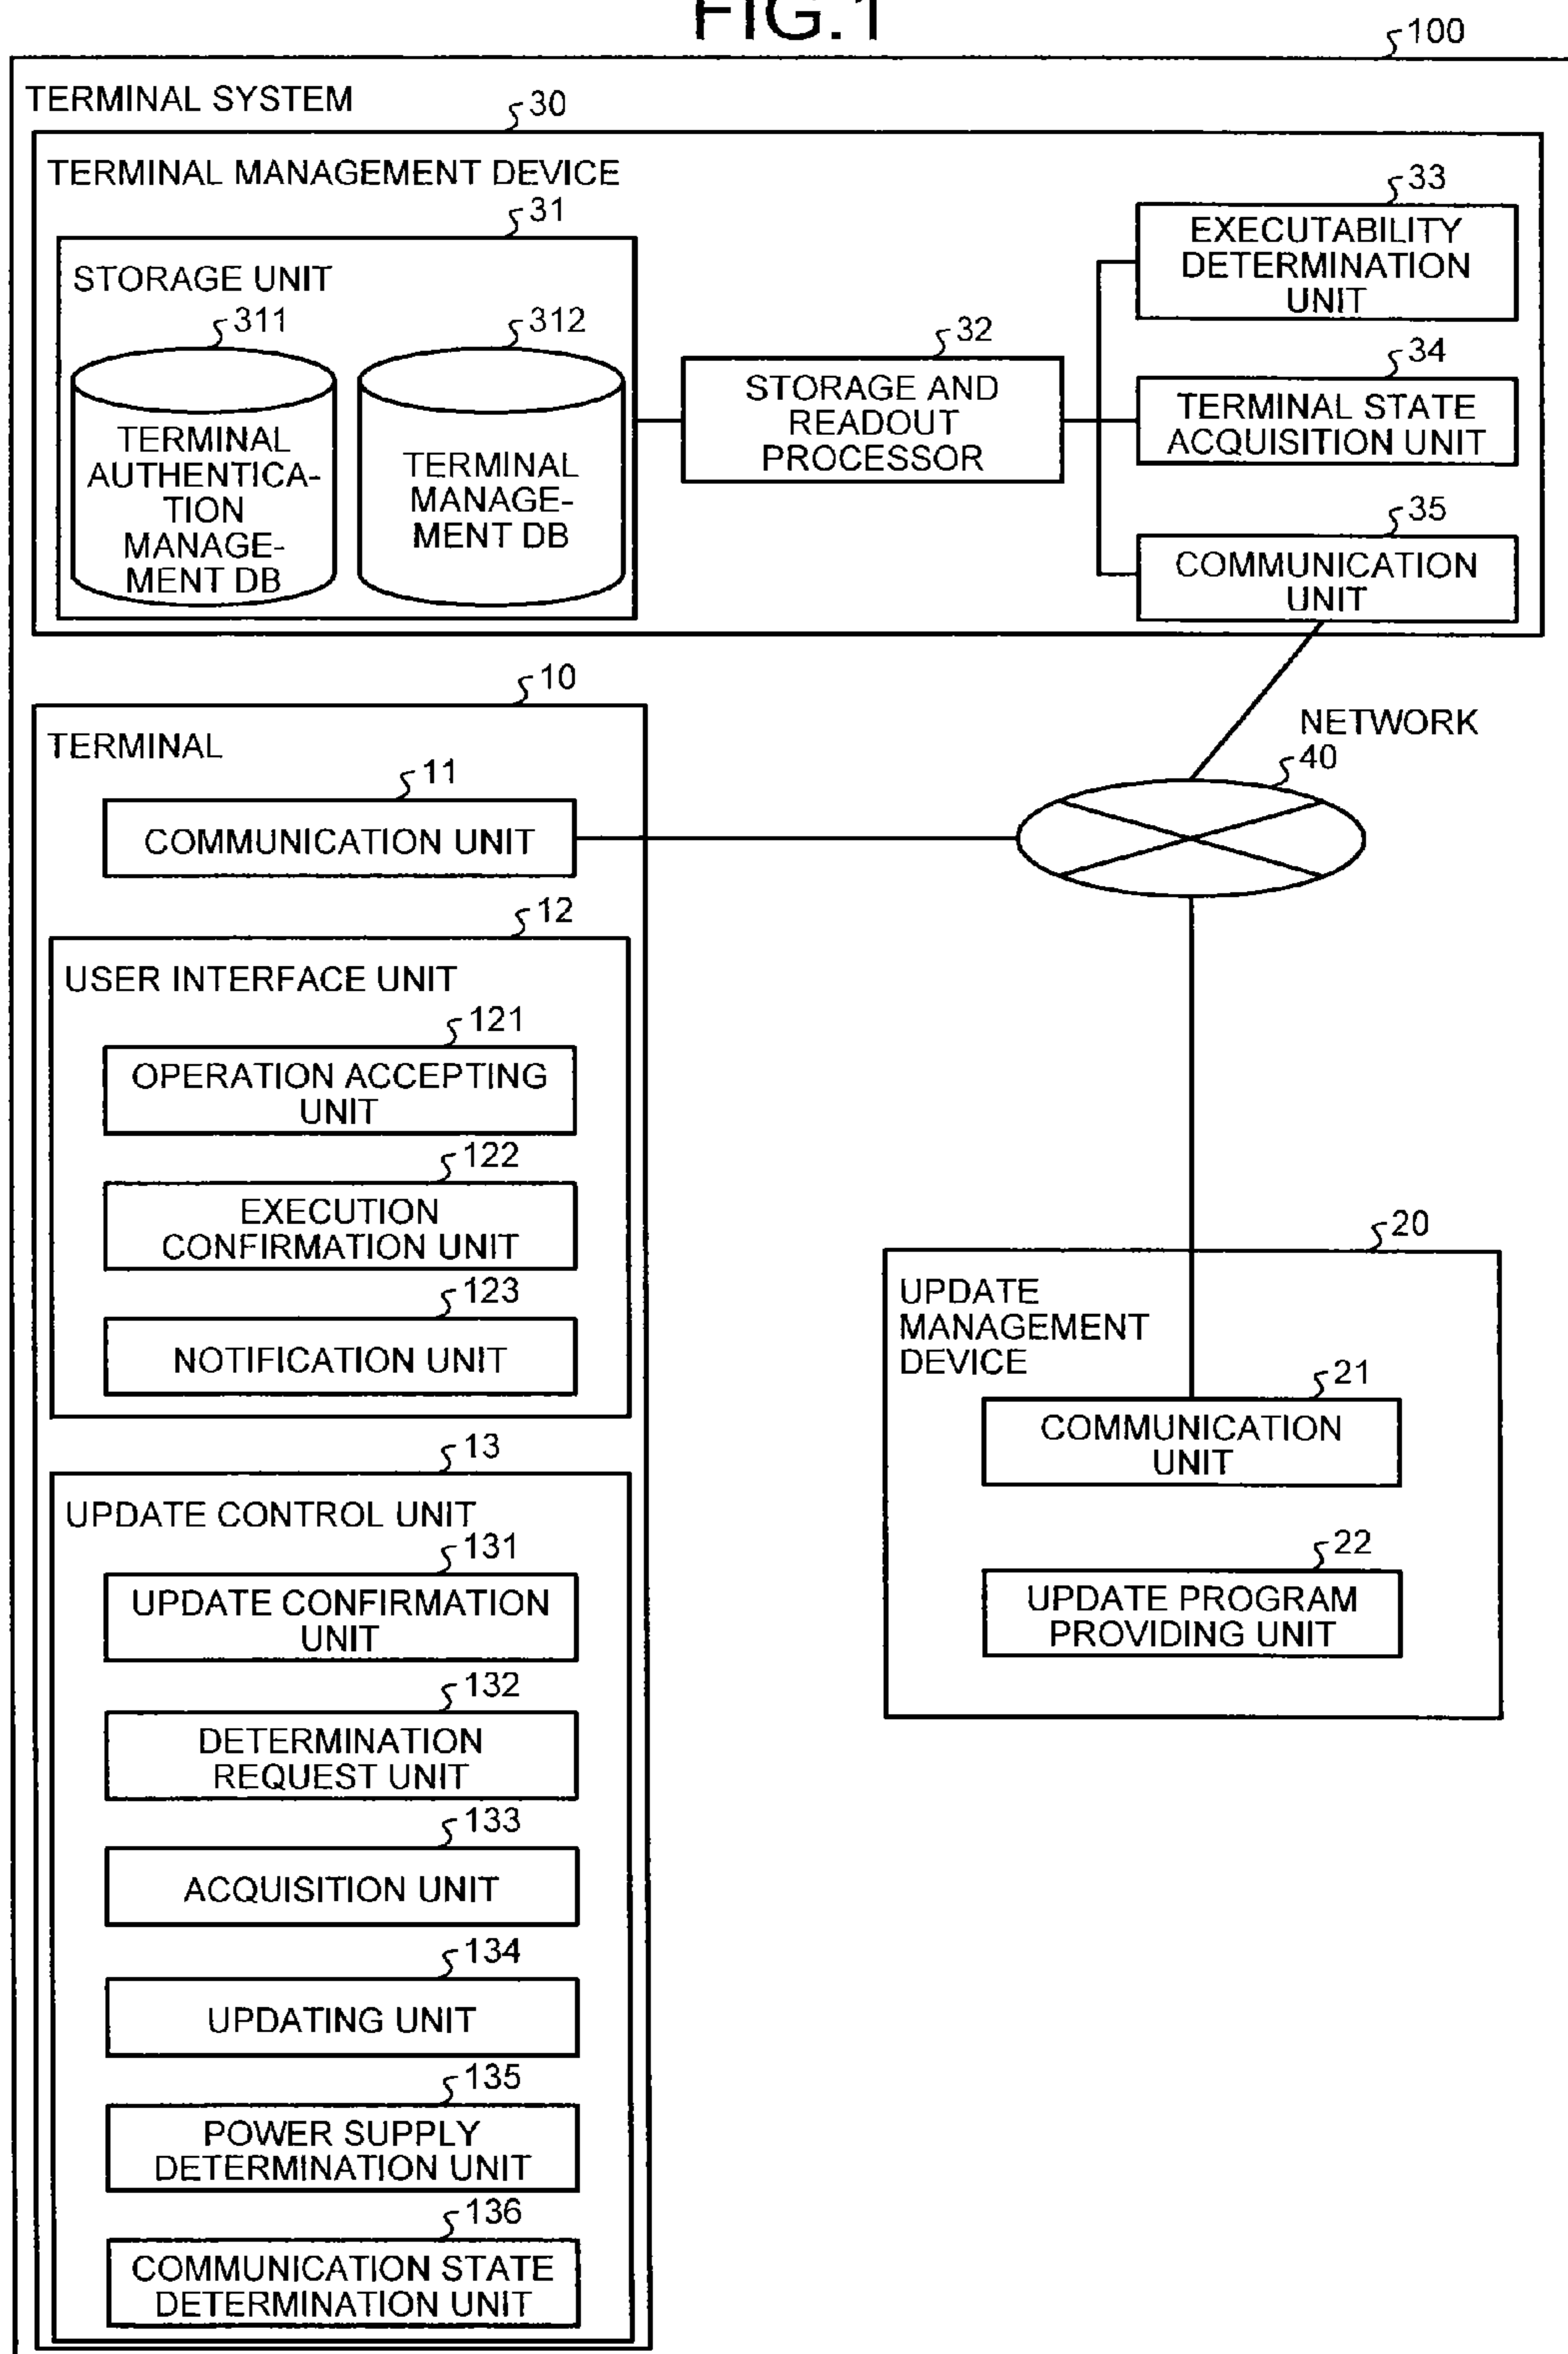 FIG.1
100
TERMINAL SYSTEM
30
TERMINAL MANAGEMENT DEVICE
31
STORAGE UNIT
311
TERMINAL
AUTHENTICA-
TION
MANAGE-
MENT DB
312
TERMINAL
MANAGE-
MENT DB
32
STORAGE AND
READOUT
PROCESSOR
33
EXECUTABILITY
DETERMINATION
UNIT
34
TERMINAL STATE
ACQUISITION UNIT
35
COMMUNICATION
UNIT
NETWORK
40
10
TERMINAL
11
COMMUNICATION UNIT
12
USER INTERFACE UNIT
121
OPERATION ACCEPTING
UNIT
122
EXECUTION
CONFIRMATION UNIT
123
NOTIFICATION UNIT
13
UPDATE CONTROL UNIT
131
UPDATE CONFIRMATION
UNIT
132
DETERMINATION
REQUEST UNIT
133
ACQUISITION UNIT
134
UPDATING UNIT
135
POWER SUPPLY
DETERMINATION UNIT
136
COMMUNICATION STATE
DETERMINATION UNIT
20
UPDATE
MANAGEMENT
DEVICE
21
COMMUNICATION
UNIT
22
UPDATE PROGRAM
PROVIDING UNIT